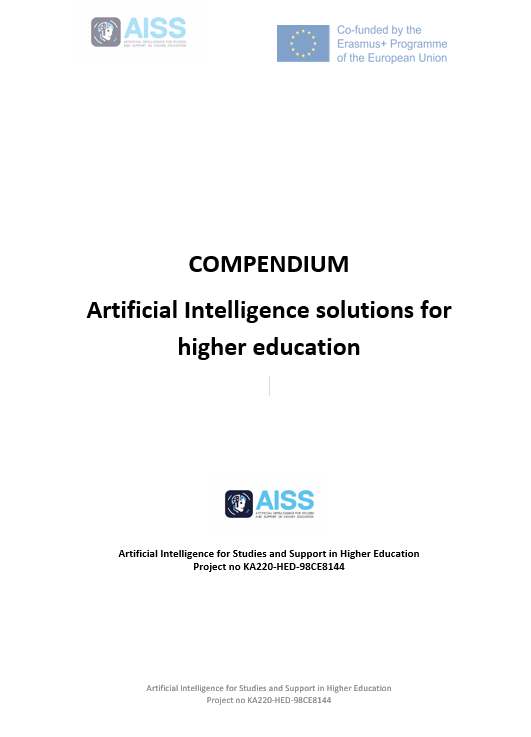 AISS
ARTIFICIAL INTELLIGENCE FOR STUDIES
AND SUPPORT IN HIGHER EDUCATION
Co-funded by the
Erasmus+ Programme
of the European Union
COMPENDIUM
Artificial Intelligence solutions for
higher education
AISS
ARTIFICIAL INTELLIGENCE FOR STUDIES
AND SUPPORT IN HIGHER EDUCATION
Artificial Intelligence for Studies and Support in Higher Education
Project no KA220-HED-98CE8144
Artificial Intelligence for Studies and Support in Higher Education
Project no KA220-HED-98CE8144